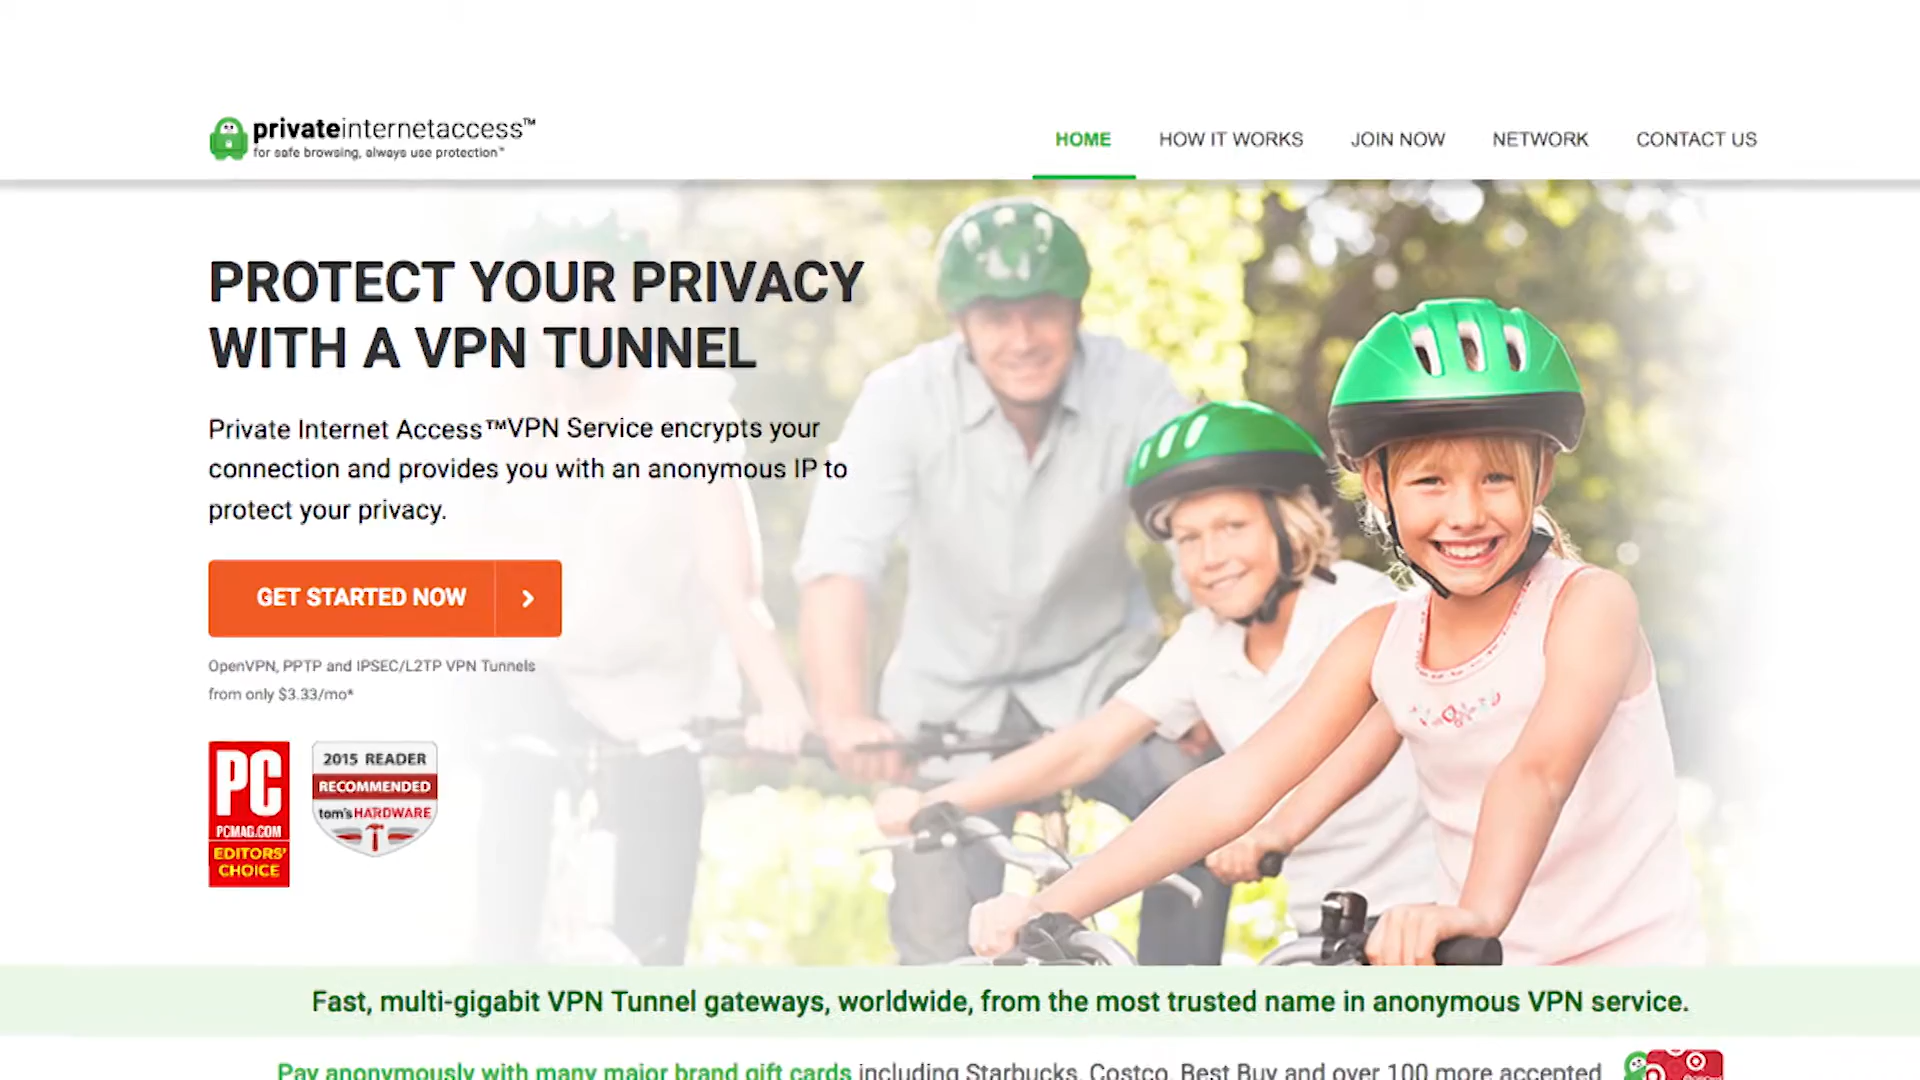 privateinternetaccess™
for safe browsing, always use protection™
HOME HOW IT WORKS JOIN NOW NETWORK CONTACT US
PROTECT YOUR PRIVACY
WITH A VPN TUNNEL
Private Internet Access™VPN Service encrypts your
connection and provides you with an anonymous IP to
protect your privacy.
GET STARTED NOW
OpenVPN, PPTP and IPSEC/L2TP VPN Tunnels
from only $3.33/mo*
PC
PCMAG.COM
EDITORS'
CHOICE
2015 READER
RECOMMENDED
tom's HARDWARE
Fast, multi-gigabit VPN Tunnel gateways, worldwide, from the most trusted name in anonymous VPN service.
Pay anonymously with many major brand gift cards including Starbucks, Costco, Best Buy and over 100 more accepted